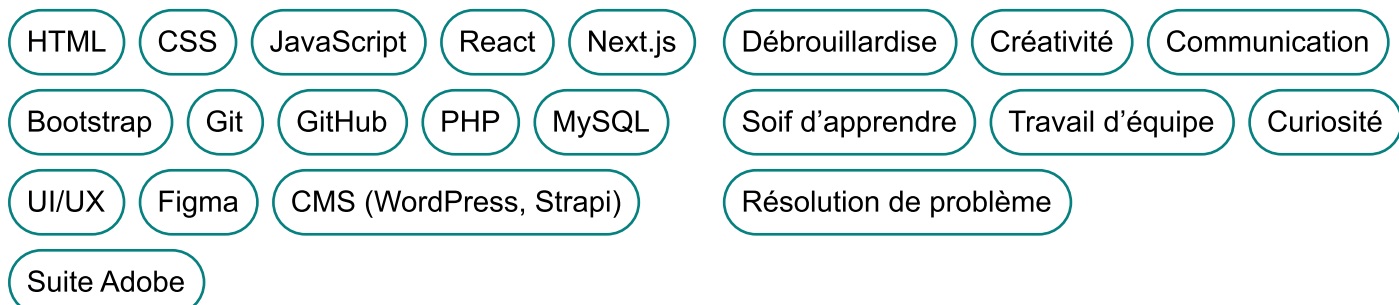 HTML CSS JavaScript React Next.js
Bootstrap Git GitHub PHP MySQL
UI/UX Figma CMS (WordPress, Strapi)
Suite Adobe
Débrouillardise Créativité Communication
Soif d’apprendre Travail d’équipe Curiosité
Résolution de problème